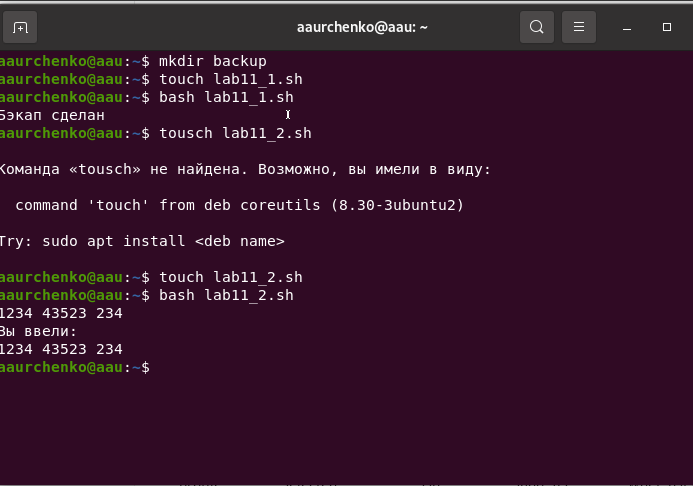 aaurchenko@aau: ~
aaurchenko@aau:~$ mkdir backup
aaurchenko@aau:~$ touch lab11_1.sh
aaurchenko@aau:~$ bash lab11_1.sh
Бэкап сделан
aaurchenko@aau:~$ tousch lab11_2.sh
Команда «tousch» не найдена. Возможно, вы имели в виду:
command 'touch' from deb coreutils (8.30-3ubuntu2)
Try: sudo apt install <deb name>
aaurchenko@aau:~$ touch lab11_2.sh
aaurchenko@aau:~$ bash lab11_2.sh
1234 43523 234
Вы ввели:
1234 43523 234
aaurchenko@aau:~$